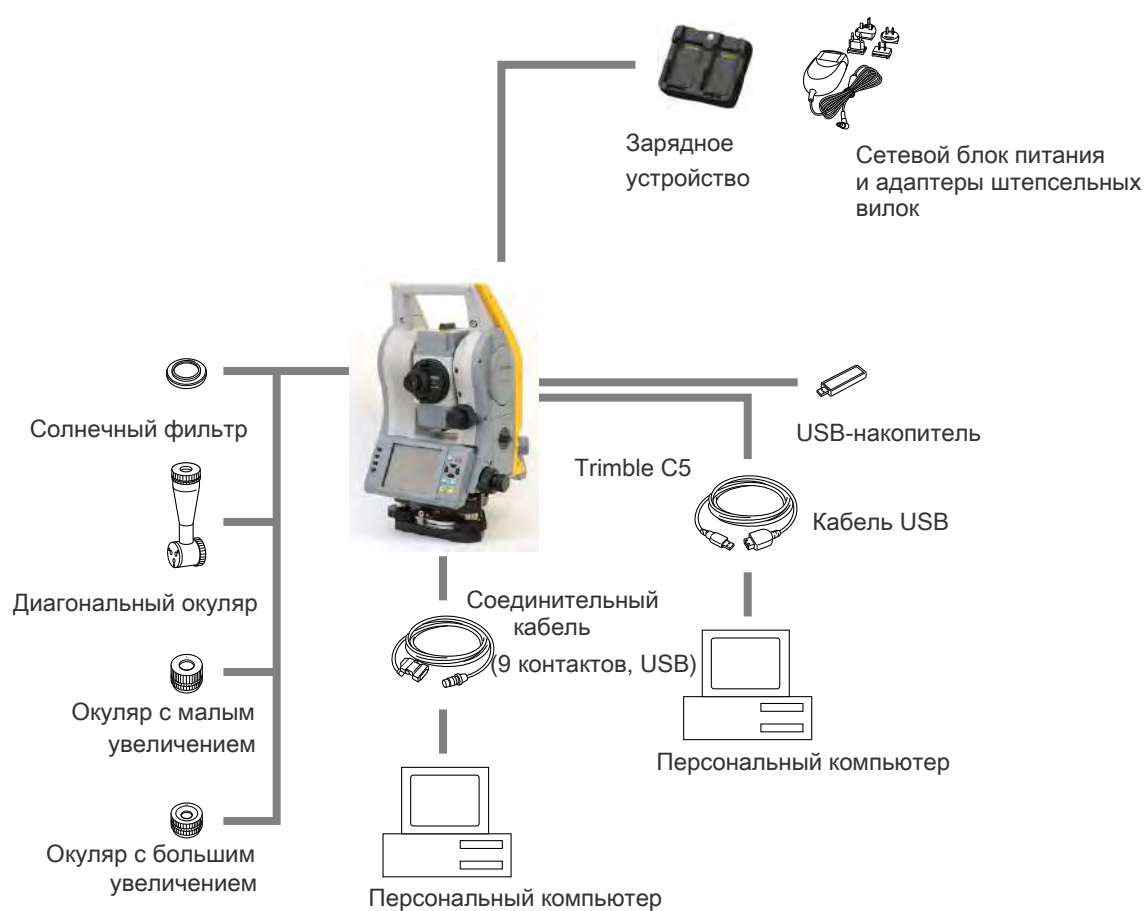 Зарядное
устройство
Сетевой блок питания
и адаптеры штепсельных
вилок
Солнечный фильтр
USB-накопитель
Trimble C5
Кабель USB
Диагональный окуляр
Соединительный
кабель
(9 контактов, USB)
Окуляр с малым
увеличением
Персональный компьютер
Окуляр с большим
увеличением
Персональный компьютер